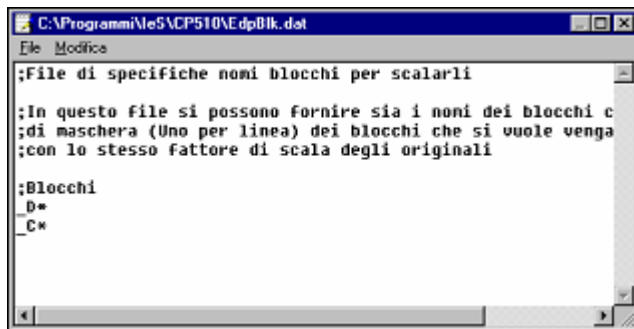 C:\Programmi\Ie5\CP510\EdpBlk.dat
File Modifica
;File di specifiche nomi blocchi per scalarli
;In questo file si possono fornire sia i nomi dei blocchi c
;di maschera (Uno per linea) dei blocchi che si vuole venga
;con lo stesso fattore di scala degli originali
;Blocchi
_D*
_C*